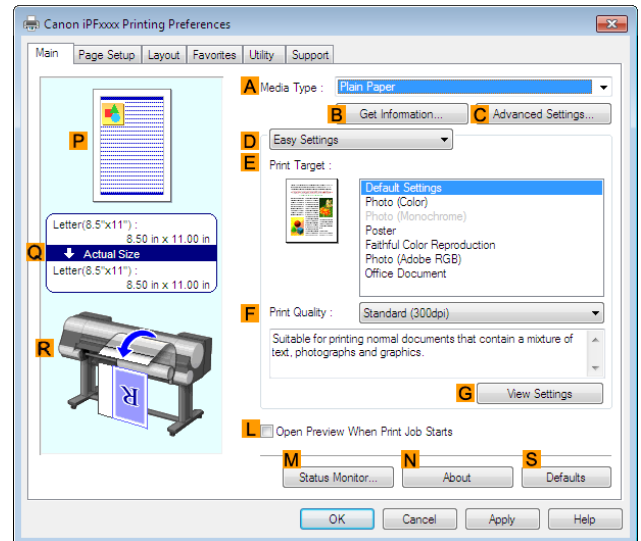 Canon iPFxxxx Printing Preferences
Main Page Setup Layout Favorites Utility Support
A Media Type : Plain Paper
B Get Information... C Advanced Settings...
D Easy Settings
E Print Target :
P
Default Settings
Photo (Color)
Photo (Monochrome)
Poster
Faithful Color Reproduction
Photo (Adobe RGB)
Office Document
Letter(8.5"x11") :
8.50 in x 11.00 in
Q Actual Size
Letter(8.5"x11") :
8.50 in x 11.00 in
F Print Quality : Standard (300dpi)
Suitable for printing normal documents that contain a mixture of
text, photographs and graphics.
R
R
G View Settings
L Open Preview When Print Job Starts
M Status Monitor... N About S Defaults
OK Cancel Apply Help